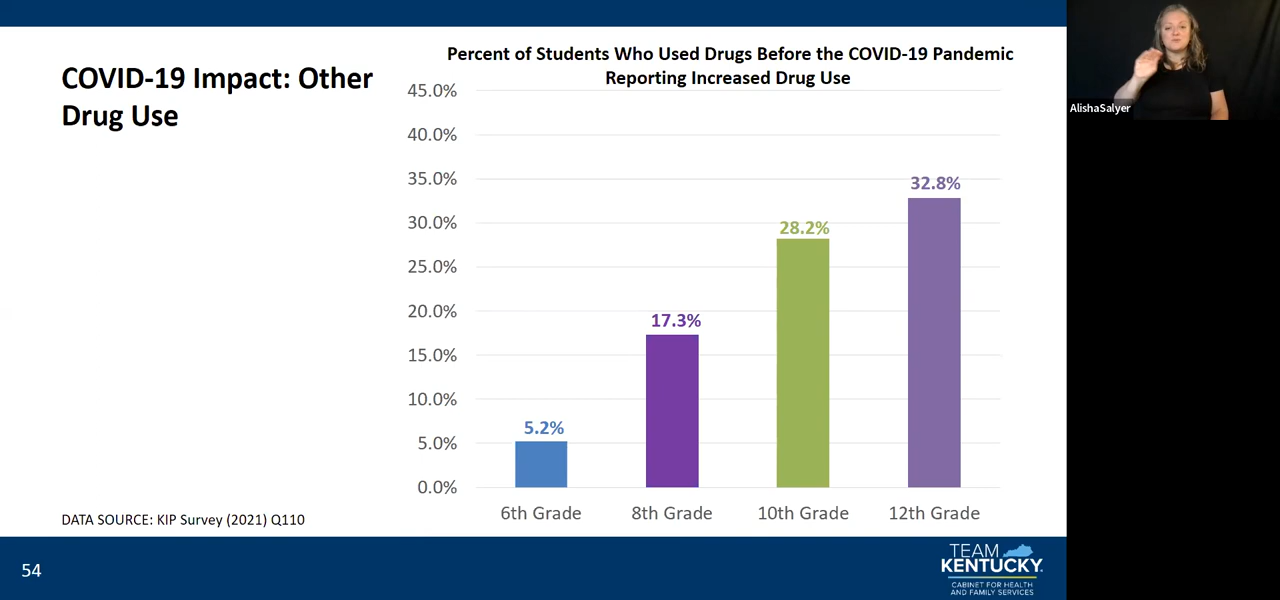 COVID-19 Impact: Other
Drug Use
Percent of Students Who Used Drugs Before the COVID-19 Pandemic
Reporting Increased Drug Use
45.0%
40.0%
35.0%
30.0%
25.0%
20.0%
15.0%
10.0%
5.0%
0.0%
5.2%
17.3%
28.2%
32.8%
6th Grade
8th Grade
10th Grade
12th Grade
DATA SOURCE: KIP Survey (2021) Q110
54
TEAM
KENTUCKY.
CABINET FOR HEALTH
AND FAMILY SERVICES
AlishaSalyer